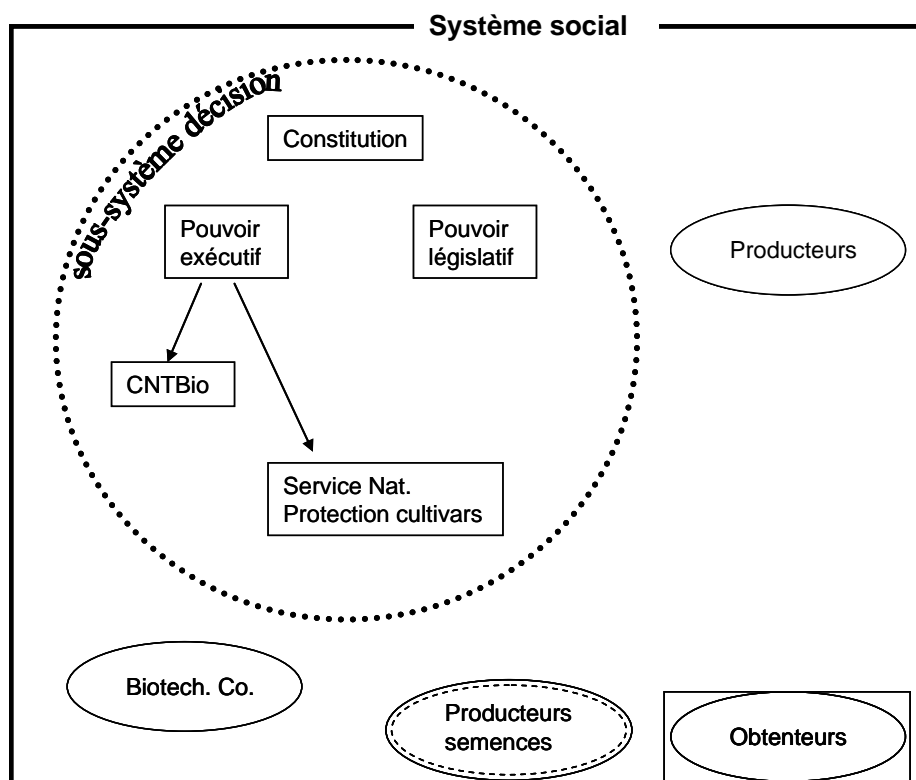 Système social
sous-système décision
Constitution
Pouvoir
exécutif
Pouvoir
législatif
Producteurs
CNTBio
Service Nat.
Protection cultivars
Biotech. Co.
Producteurs
semences
Obtenteurs